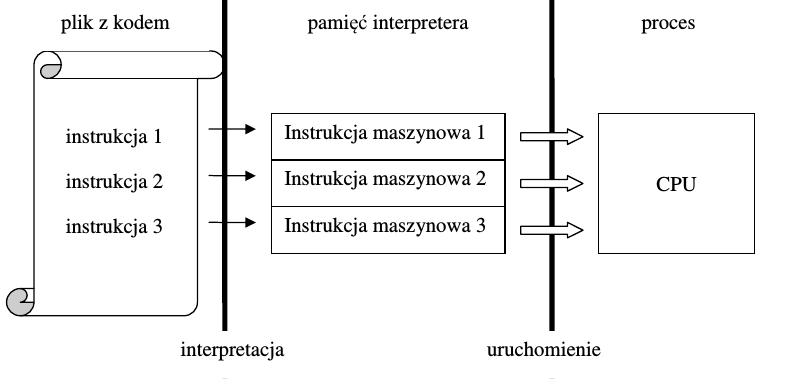 plik z kodem
pamięć interpretera
proces
instrukcja 1
Instrukcja maszynowa 1
instrukcja 2
Instrukcja maszynowa 2
CPU
instrukcja 3
Instrukcja maszynowa 3
interpretacja
uruchomienie